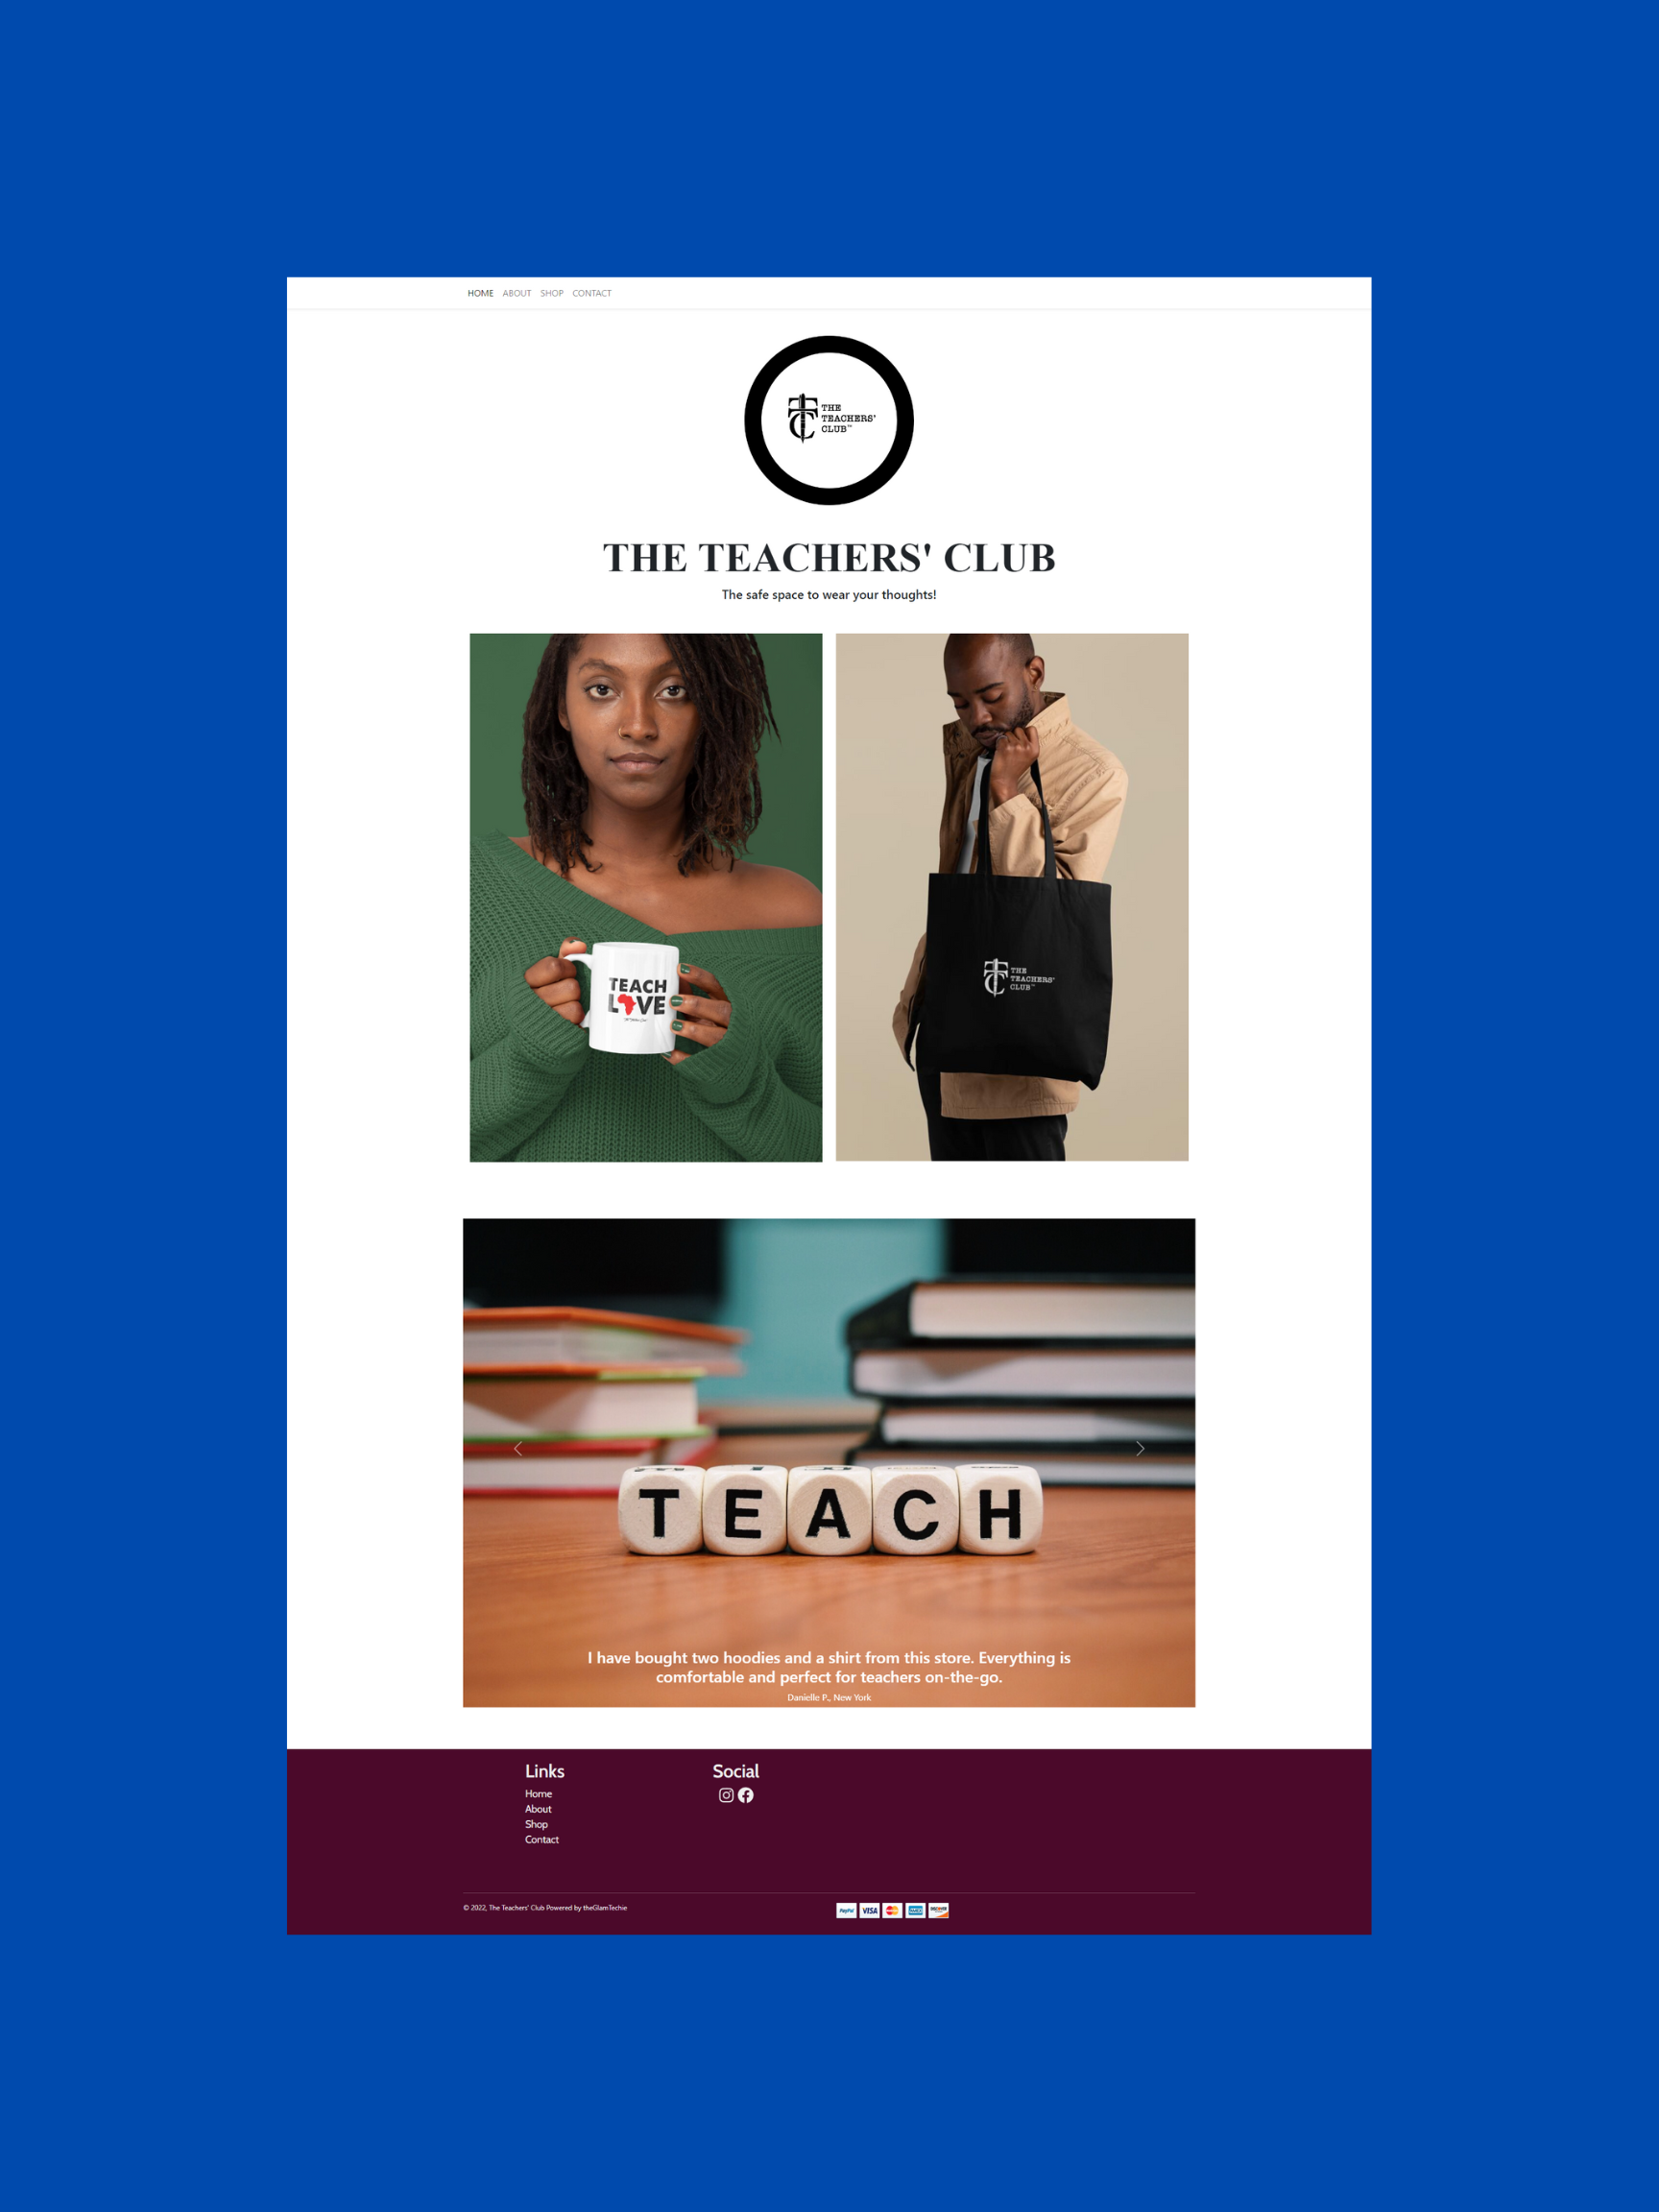 HOME ABOUT SHOP CONTACT
THE
TEACHERS'
CLUB™
THE TEACHERS' CLUB
The safe space to wear your thoughts!
TEACH
LOVE
THE
TEACHERS'
CLUB™
TEACH
I have bought two hoodies and a shirt from this store. Everything is
comfortable and perfect for teachers on-the-go.
Danielle P., New York
Links
Home
About
Shop
Contact
Social
© 2022, The Teachers' Club Powered by theGlamTechie
PayPal VISA
DISCOVER